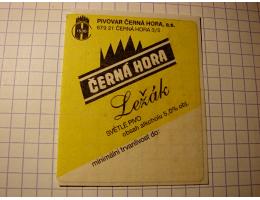 PIVOVAR ČERNÁ HORA, a.s.
679 21 ČERNÁ HORA 3/5
ČERNÁ HORA
Ležák
SVĚTLÉ PIVO
obsah alkoholu 5,0% obj.
minimální trvanlivost do: